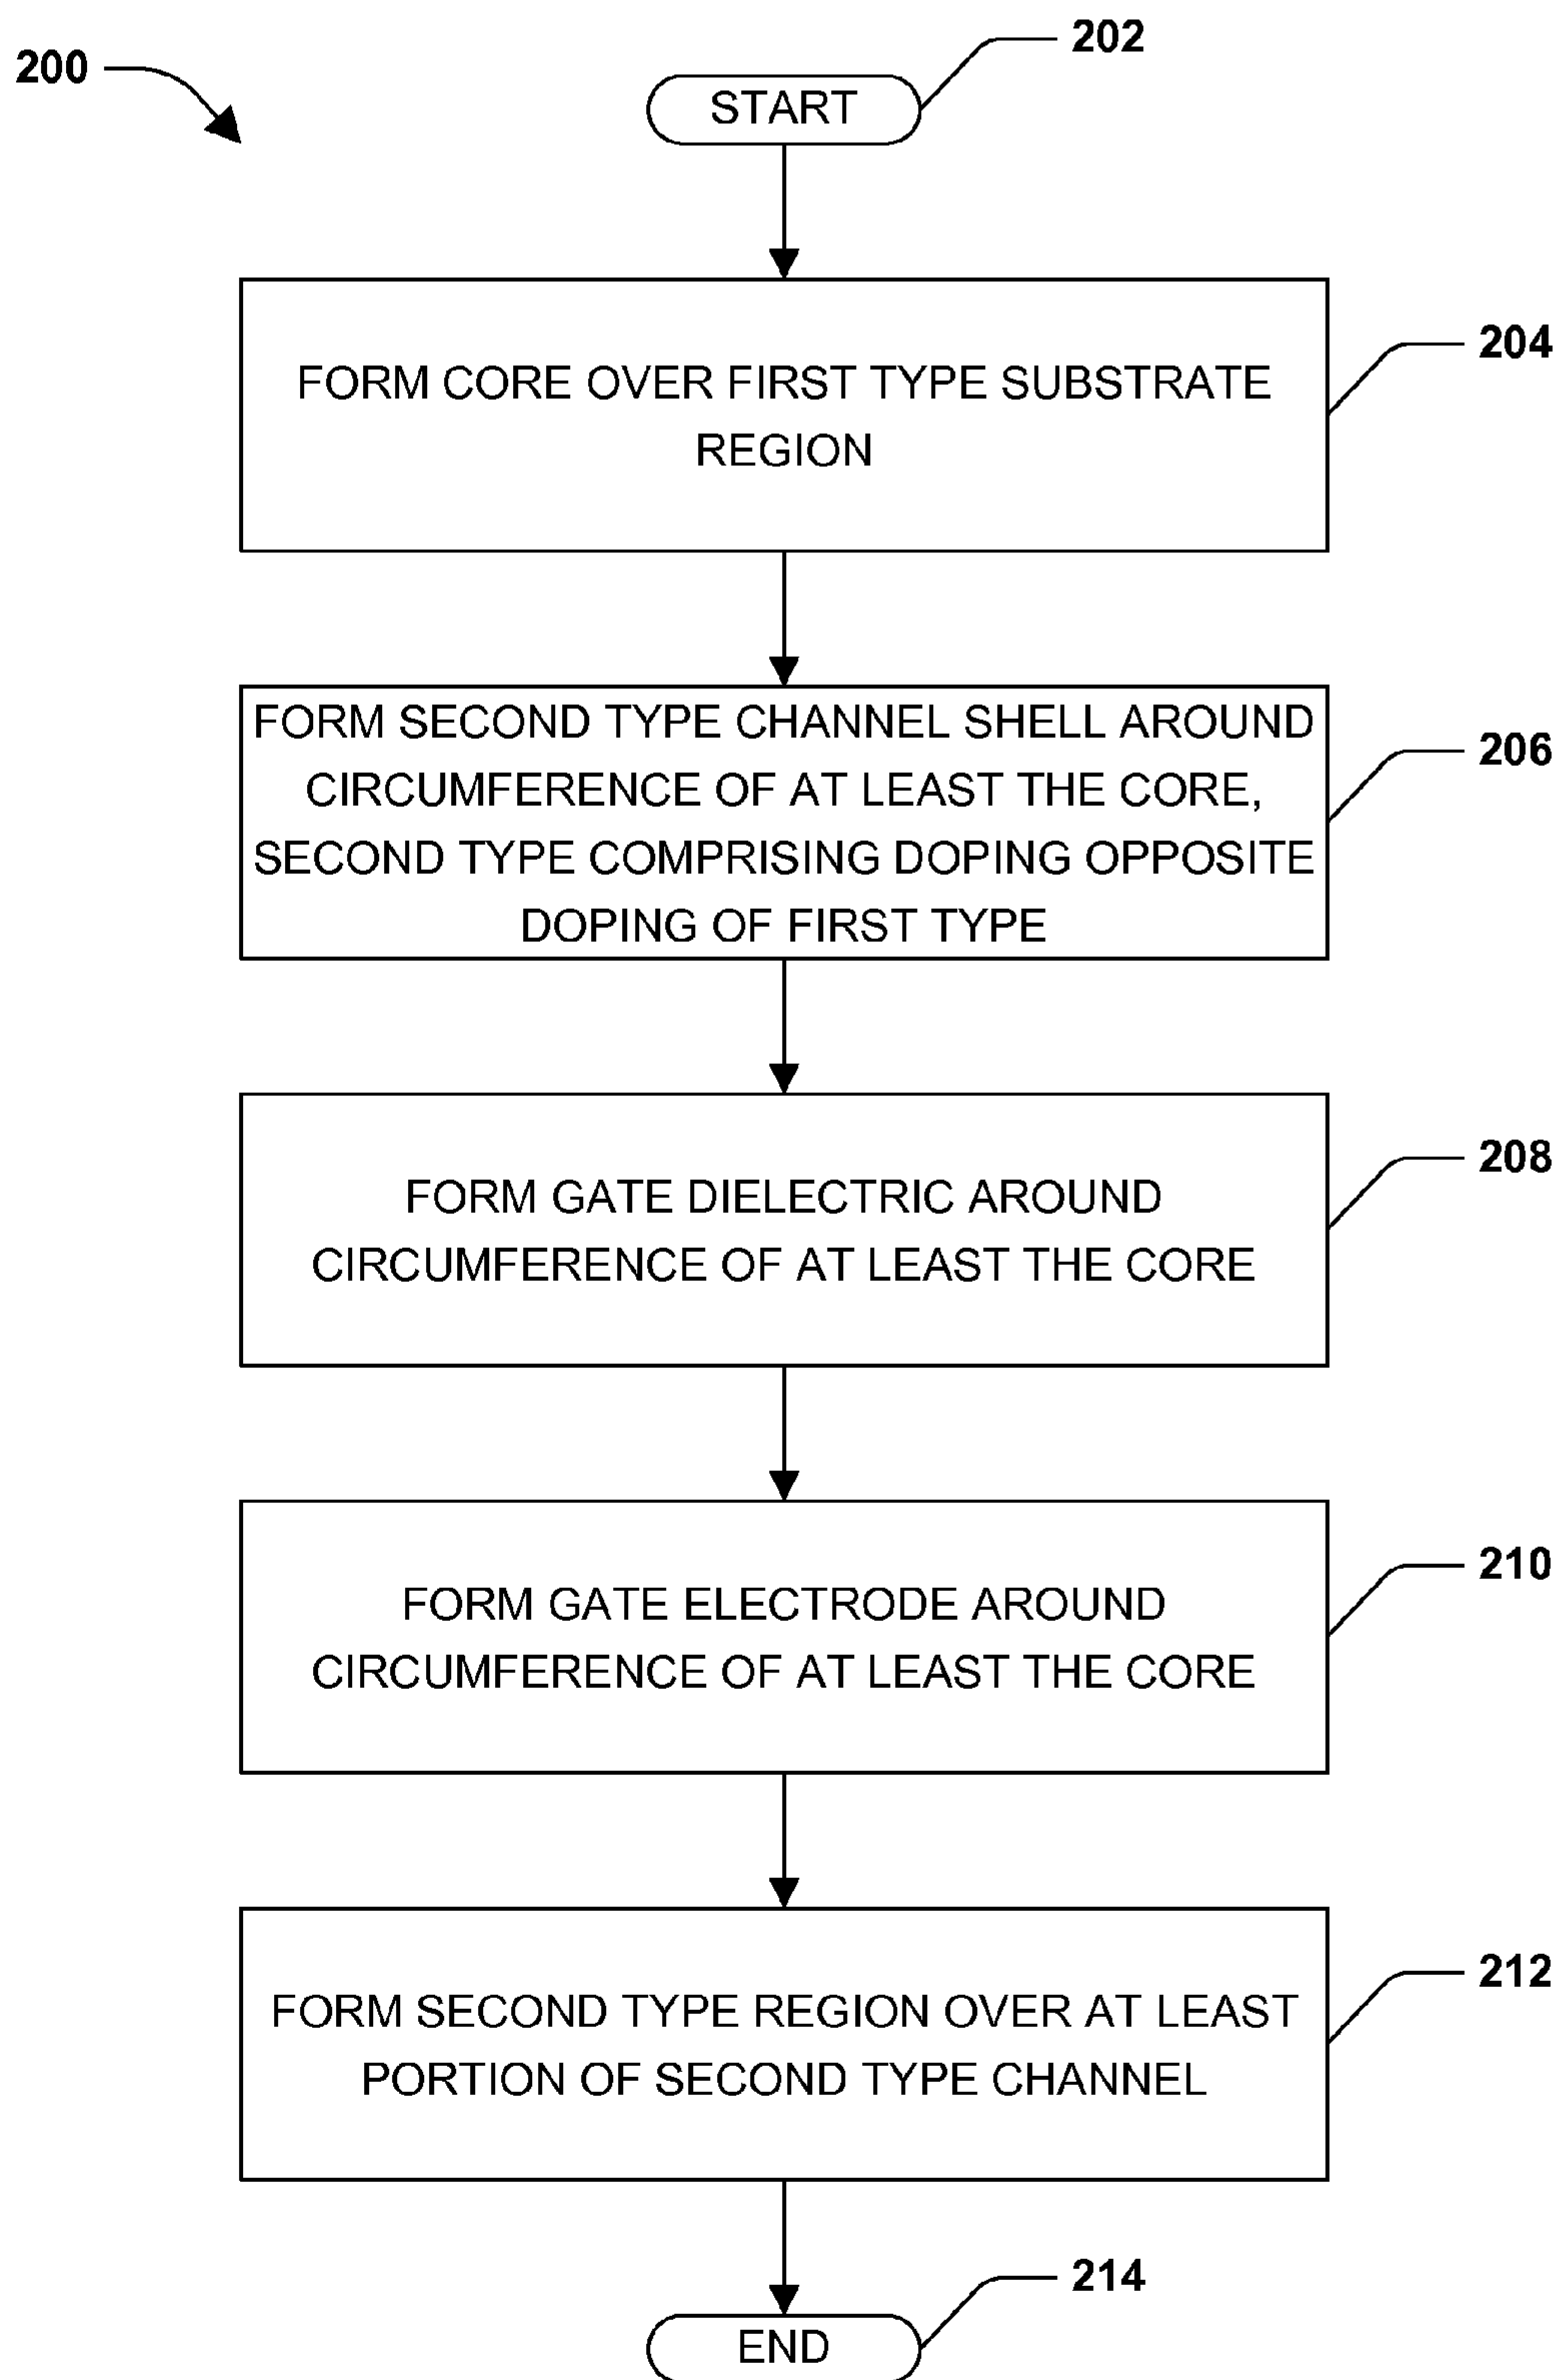 200
202
START
FORM CORE OVER FIRST TYPE SUBSTRATE
REGION
204
FORM SECOND TYPE CHANNEL SHELL AROUND
CIRCUMFERENCE OF AT LEAST THE CORE,
SECOND TYPE COMPRISING DOPING OPPOSITE
DOPING OF FIRST TYPE
206
FORM GATE DIELECTRIC AROUND
CIRCUMFERENCE OF AT LEAST THE CORE
208
FORM GATE ELECTRODE AROUND
CIRCUMFERENCE OF AT LEAST THE CORE
210
FORM SECOND TYPE REGION OVER AT LEAST
PORTION OF SECOND TYPE CHANNEL
212
214
END